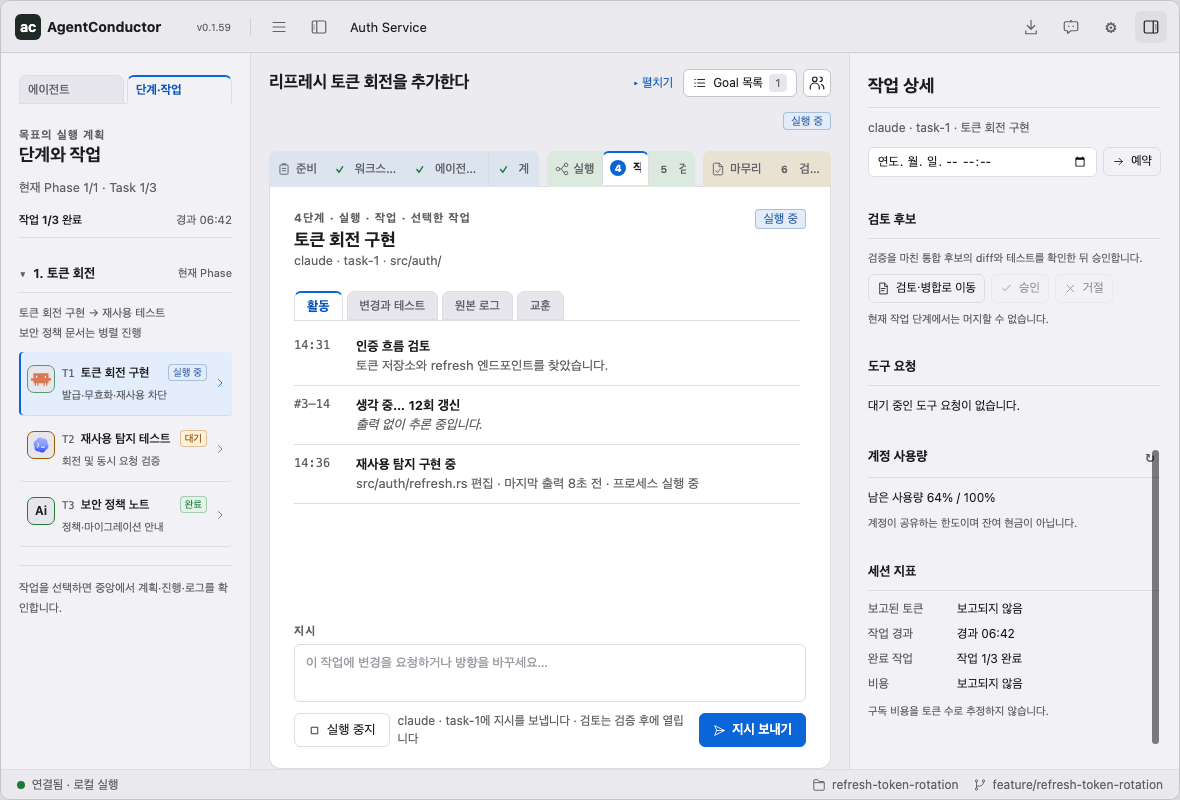 ac AgentConductor v0.1.59 Auth Service
에이전트
단계·작업
목표의 실행 계획
단계와 작업
현재 Phase 1/1 · Task 1/3
작업 1/3 완료 경과 06:42
1. 토큰 회전 현재 Phase
토큰 회전 구현 → 재사용 테스트
보안 정책 문서는 병렬 진행
T1 토큰 회전 구현 실행 중
발급·무효화·재사용 차단
T2 재사용 탐지 테스트 대기
회전 및 동시 요청 검증
Ai T3 보안 정책 노트 완료
정책·마이그레이션 안내
작업을 선택하면 중앙에서 계획·진행·로그를 확
인합니다.
리프레시 토큰 회전을 추가한다
펼치기 Goal 목록 1
실행 중
준비 워크스... 에이전... 계 실행 4 작 5 마무리 6 검...
4단계 · 실행 · 작업 · 선택한 작업
실행 중
토큰 회전 구현
claude · task-1 · src/auth/
활동 변경과 테스트 원본 로그 교훈
14:31 인증 흐름 검토
토큰 저장소와 refresh 엔드포인트를 찾았습니다.
#3–14 생각 중... 12회 갱신
출력 없이 추론 중입니다.
14:36 재사용 탐지 구현 중
src/auth/refresh.rs 편집 · 마지막 출력 8초 전 · 프로세스 실행 중
지시
이 작업에 변경을 요청하거나 방향을 바꾸세요...
실행 중지
claude · task-1에 지시를 보냅니다 · 검토는 검증 후에 열립
니다
지시 보내기
작업 상세
claude · task-1 · 토큰 회전 구현
연도. 월. 일. -- --:--
예약
검토 후보
검증을 마친 통합 후보의 diff와 테스트를 확인한 뒤 승인합니다.
검토·병합로 이동 승인 거절
현재 작업 단계에서는 머지할 수 없습니다.
도구 요청
대기 중인 도구 요청이 없습니다.
계정 사용량
남은 사용량 64% / 100%
계정이 공유하는 한도이며 잔여 현금이 아닙니다.
세션 지표
보고된 토큰 보고되지 않음
작업 경과 경과 06:42
완료 작업 작업 1/3 완료
비용 보고되지 않음
구독 비용을 토큰 수로 추정하지 않습니다.
연결됨 · 로컬 실행
refresh-token-rotation feature/refresh-token-rotation